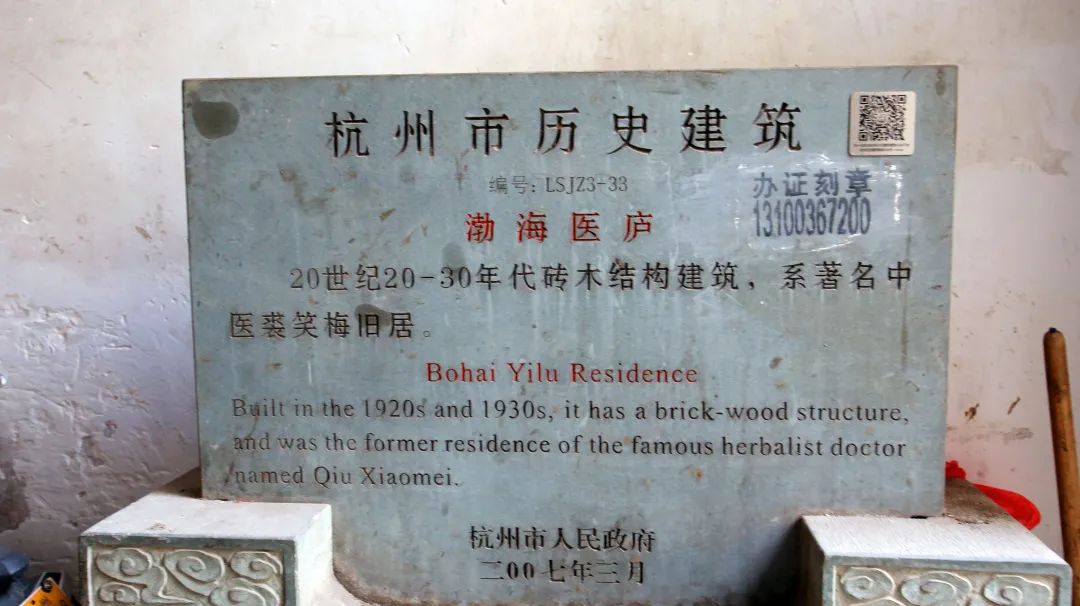 杭州市历史建筑
编号：LSJZ3-33
办证刻章
13100367200
渤海医庐
20世纪20-30年代砖木结构建筑，系著名中
医裘笑梅旧居。
Bohai Yilu Residence
Built in the 1920s and 1930s, it has a brick-wood structure,
and was the former residence of the famous herbalist doctor
named Qiu Xiaomei.
杭州市人民政府
二00七年三月